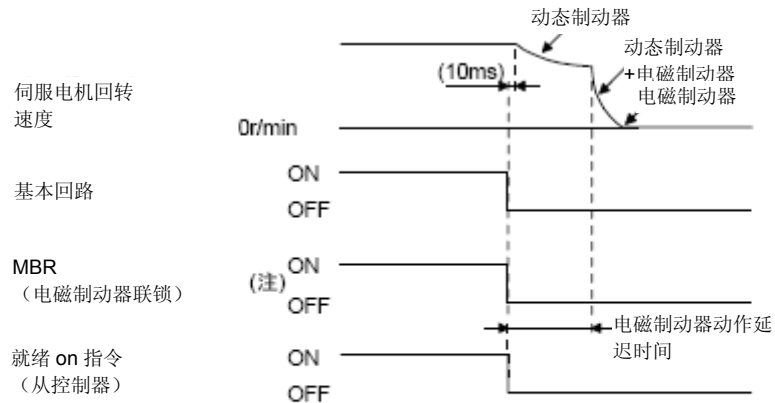 动态制动器
动态制动器
+电磁制动器
电磁制动器
(10ms)
伺服电机回转
速度
0r/min
基本回路
ON
OFF
MBR
（电磁制动器联锁）
(注)
ON
OFF
电磁制动器动作延
迟时间
就绪 on 指令
（从控制器）
ON
OFF